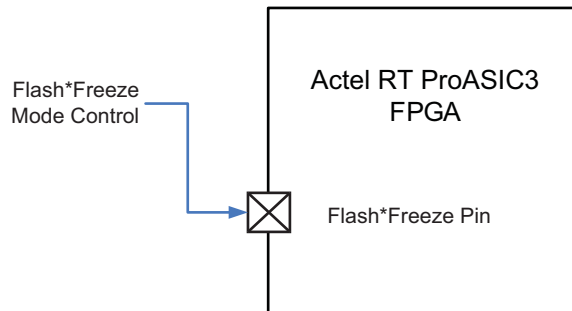 Flash*Freeze
Mode Control
Actel RT ProASIC3
FPGA
Flash*Freeze Pin